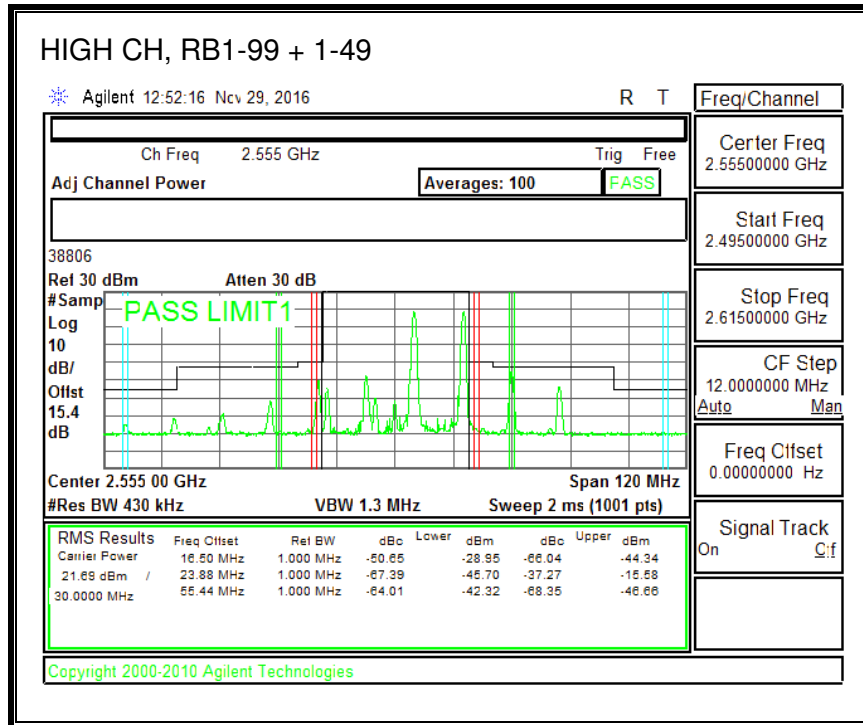 HIGH CH, RB1-99 + 1-49
Agilent 12:52:16 Nov 29, 2016 R T
Freq/Channel
Ch Freq 2.555 GHz Trig Free
Adj Channel Power Averages: 100 PASS
Center Freq
2.55500000 GHz
Start Freq
2.49500000 GHz
38806
Ref 30 dBm Atten 30 dB
#Samp
Log
10
dB/
Offst
15.4
dB
PASS LIMIT1
Stop Freq
2.61500000 GHz
CF Step
12.0000000 MHz
Auto Man
Freq Offset
0.00000000 Hz
Center 2.555 00 GHz Span 120 MHz
#Res BW 430 kHz VBW 1.3 MHz Sweep 2 ms (1001 pts)
Signal Track
On Off
RMS Results Freq Offset Ref BW dBc Lower dBm dBc Upper dBm
Carrier Power 16.50 MHz 1.000 MHz -50.65 -28.95 -66.04 -44.34
21.69 dBm / 23.88 MHz 1.000 MHz -67.39 -45.70 -37.27 -15.58
30.0000 MHz 55.44 MHz 1.000 MHz -64.01 -42.32 -68.35 -46.66
Copyright 2000-2010 Agilent Technologies